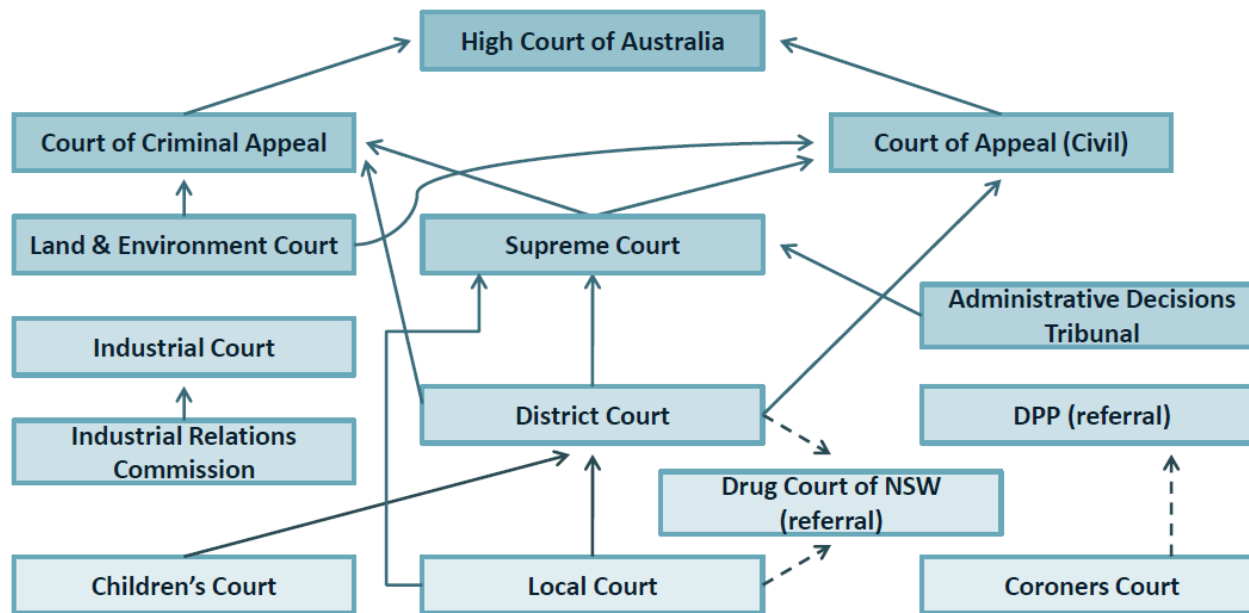 High Court of Australia
Court of Criminal Appeal
Court of Appeal (Civil)
Land & Environment Court
Supreme Court
Administrative Decisions
Tribunal
Industrial Court
District Court
DPP (referral)
Industrial Relations
Commission
Drug Court of NSW
(referral)
Children’s Court
Local Court
Coroners Court